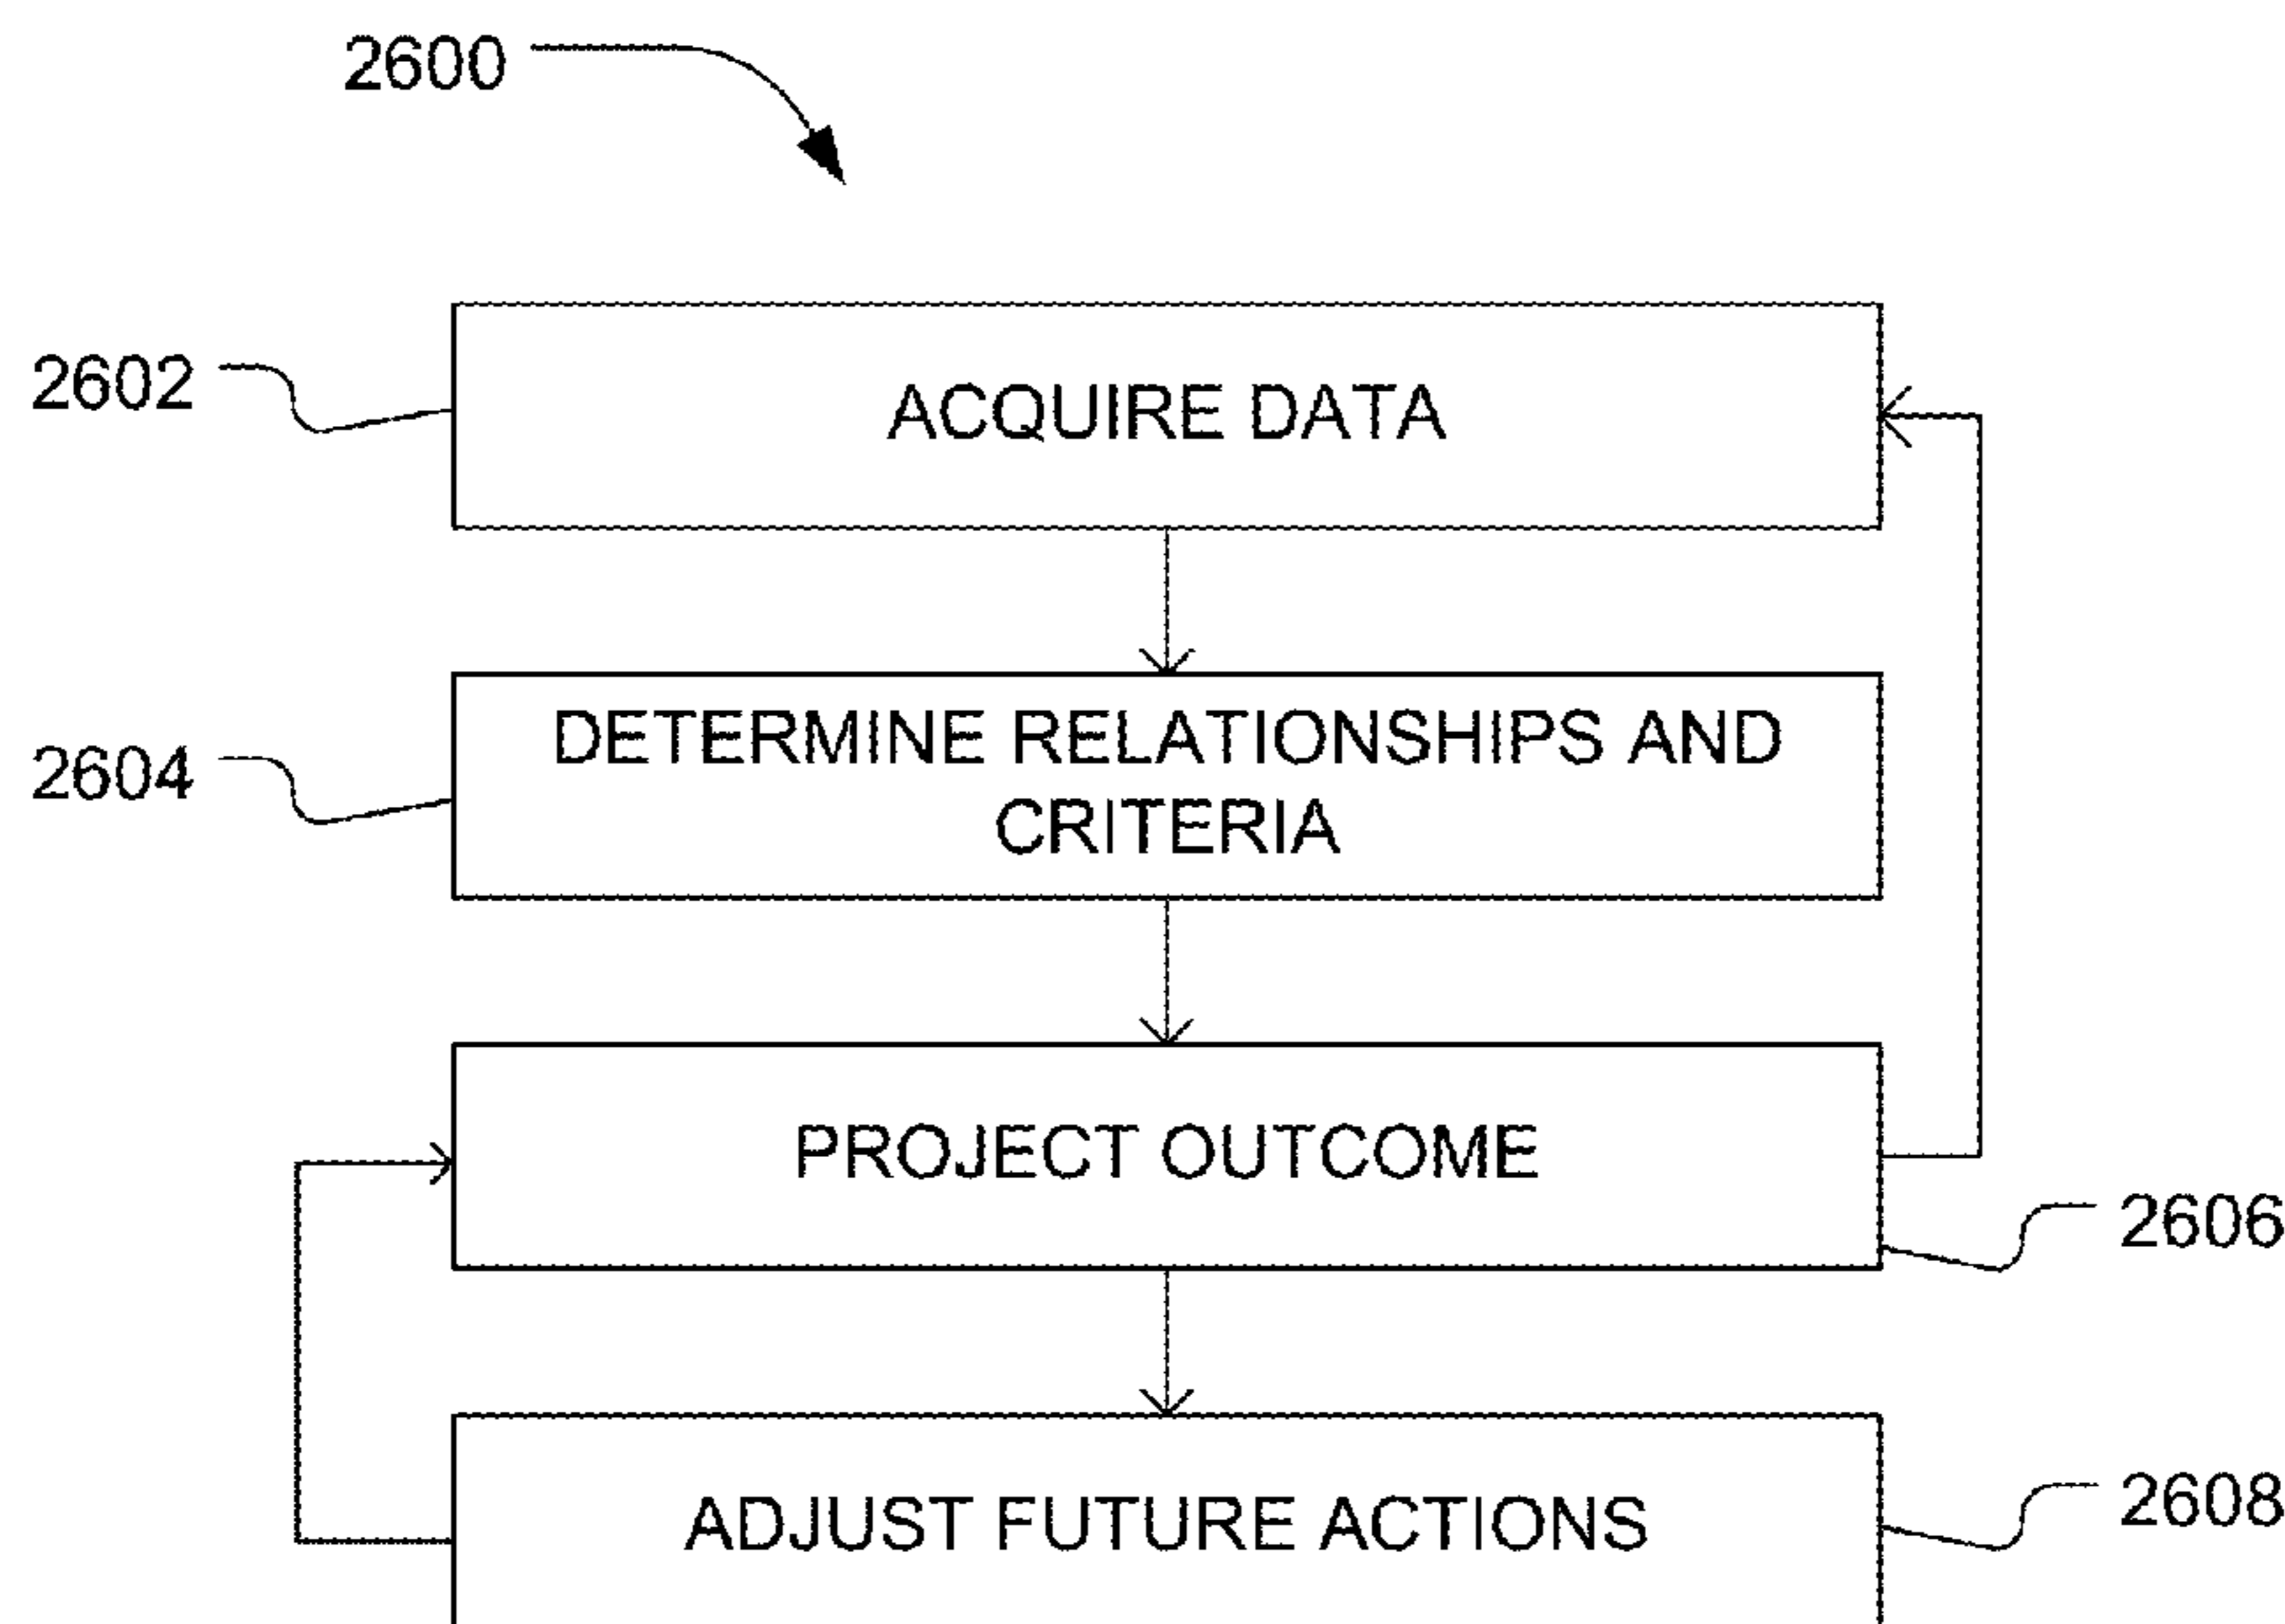 2600
2602
ACQUIRE DATA
2604
DETERMINE RELATIONSHIPS AND
CRITERIA
PROJECT OUTCOME
2606
ADJUST FUTURE ACTIONS
2608